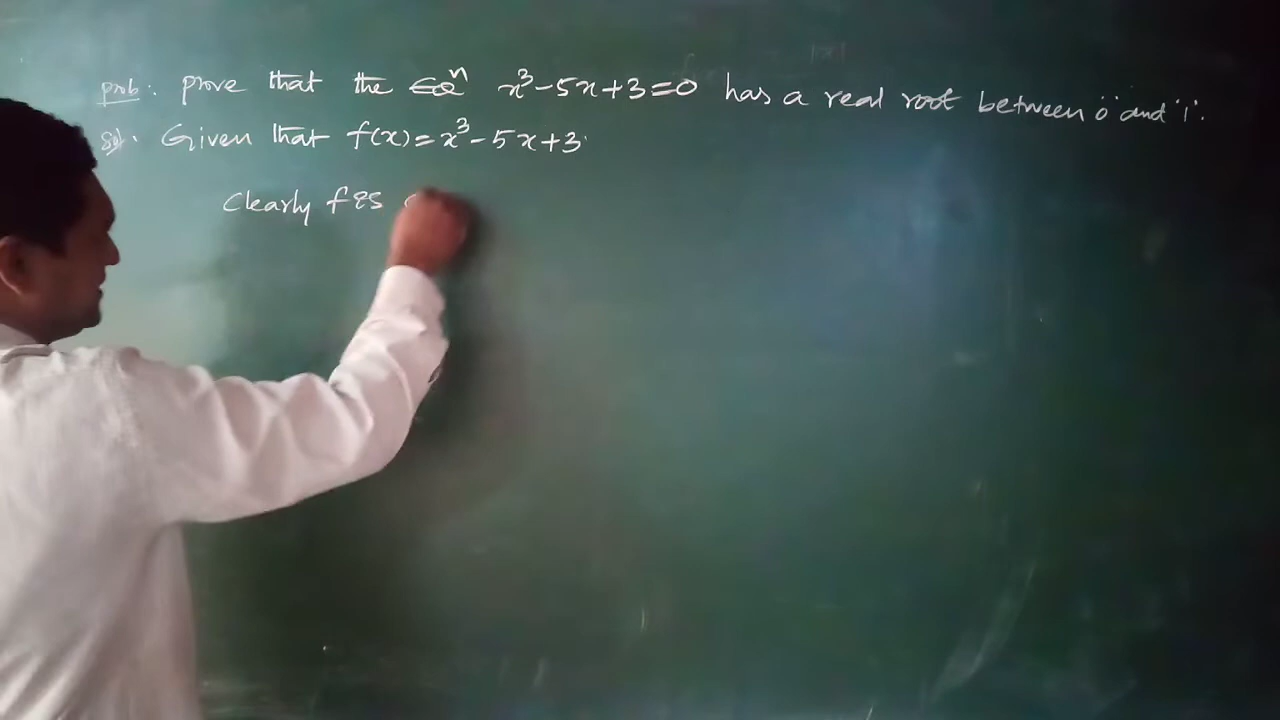 prob: prove that the Eqⁿ x³-5x+3=0 has a real root between '0' and '1'.
Sol. Given that f(x)=x³-5x+3.
Clearly f is